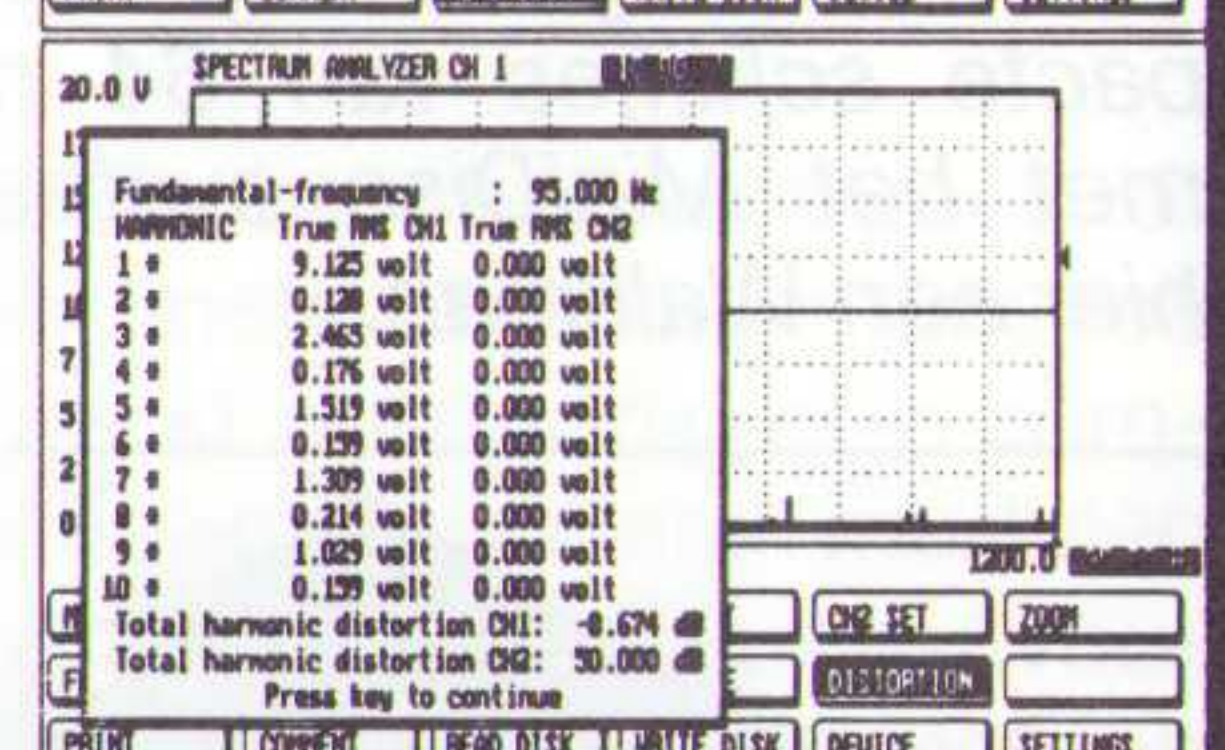 SPECTRUM ANALYZER CH 1
20.0 V
Fundamental-frequency : 95.000 Hz
HARMONIC True RMS CH1 True RMS CH2
1 * 9.125 volt 0.000 volt
2 * 0.128 volt 0.000 volt
3 * 2.465 volt 0.000 volt
4 * 0.176 volt 0.000 volt
5 * 1.519 volt 0.000 volt
6 * 0.159 volt 0.000 volt
7 * 1.309 volt 0.000 volt
8 * 0.214 volt 0.000 volt
9 * 1.029 volt 0.000 volt
10 * 0.159 volt 0.000 volt
Total harmonic distortion CH1: -0.674 dB
Total harmonic distortion CH2: 50.000 dB
Press key to continue
7
5
2
0
1200.0
CH2 SET
ZOOM
DISTORTION
PRINT
COMMENT
READ DISK
WRITE DISK
DEVICE
SETTINGS